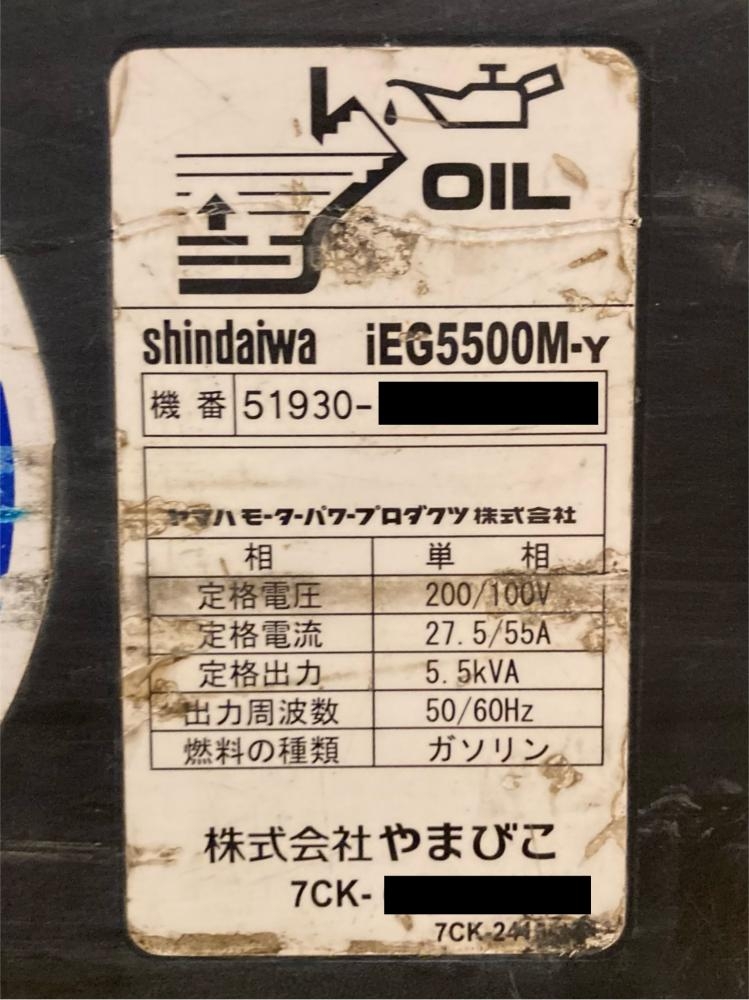 OIL
shindaiwa iEG5500M-Y
機番 51930-
ヤマハモーターパワープロダクツ株式会社
相 単相
定格電圧 200/100V
定格電流 27.5/55A
定格出力 5.5kVA
出力周波数 50/60Hz
燃料の種類 ガソリン
株式会社やまびこ
7CK-